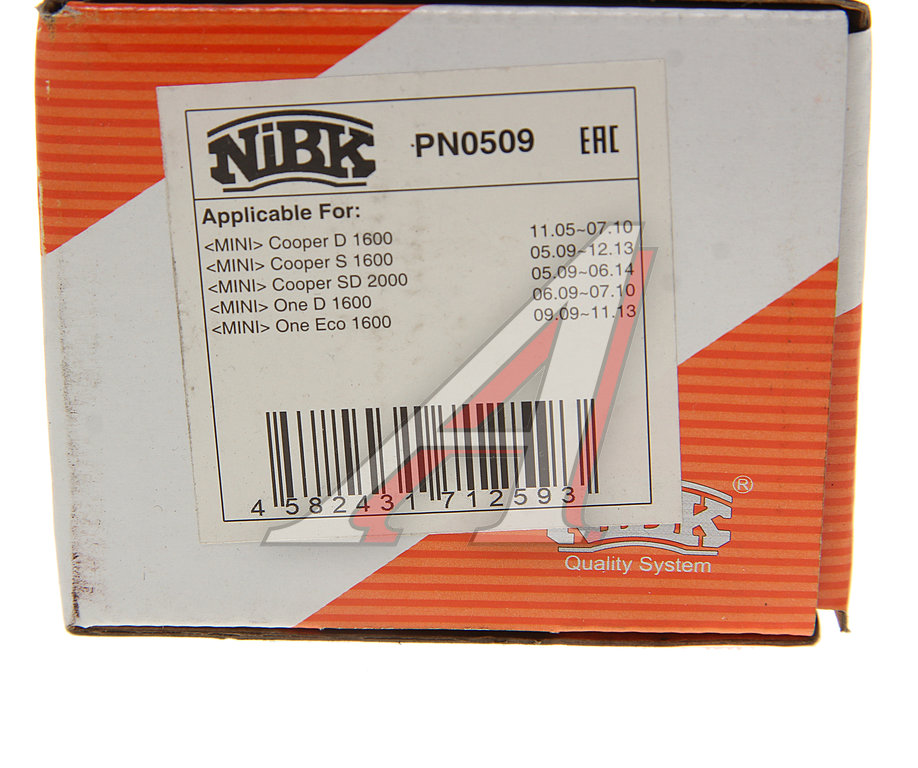 NiBK PN0509 EAC
Applicable For:
<MINI> Cooper D 1600 11.05~07.10
<MINI> Cooper S 1600 05.09~12.13
<MINI> Cooper SD 2000 05.09~06.14
<MINI> One D 1600 06.09~07.10
<MINI> One Eco 1600 09.09~11.13
4 582431 712593
NiBK ®
Quality System